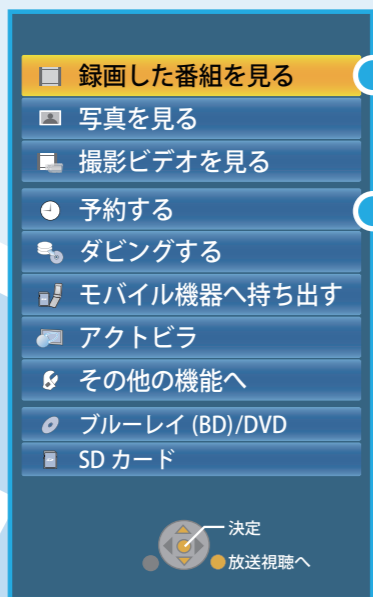 録画した番組を見る
写真を見る
撮影ビデオを見る
予約する
ダビングする
モバイル機器へ持ち出す
アクトビラ
その他の機能へ
ブルーレイ (BD)/DVD
SD カード
決定
放送視聴へ